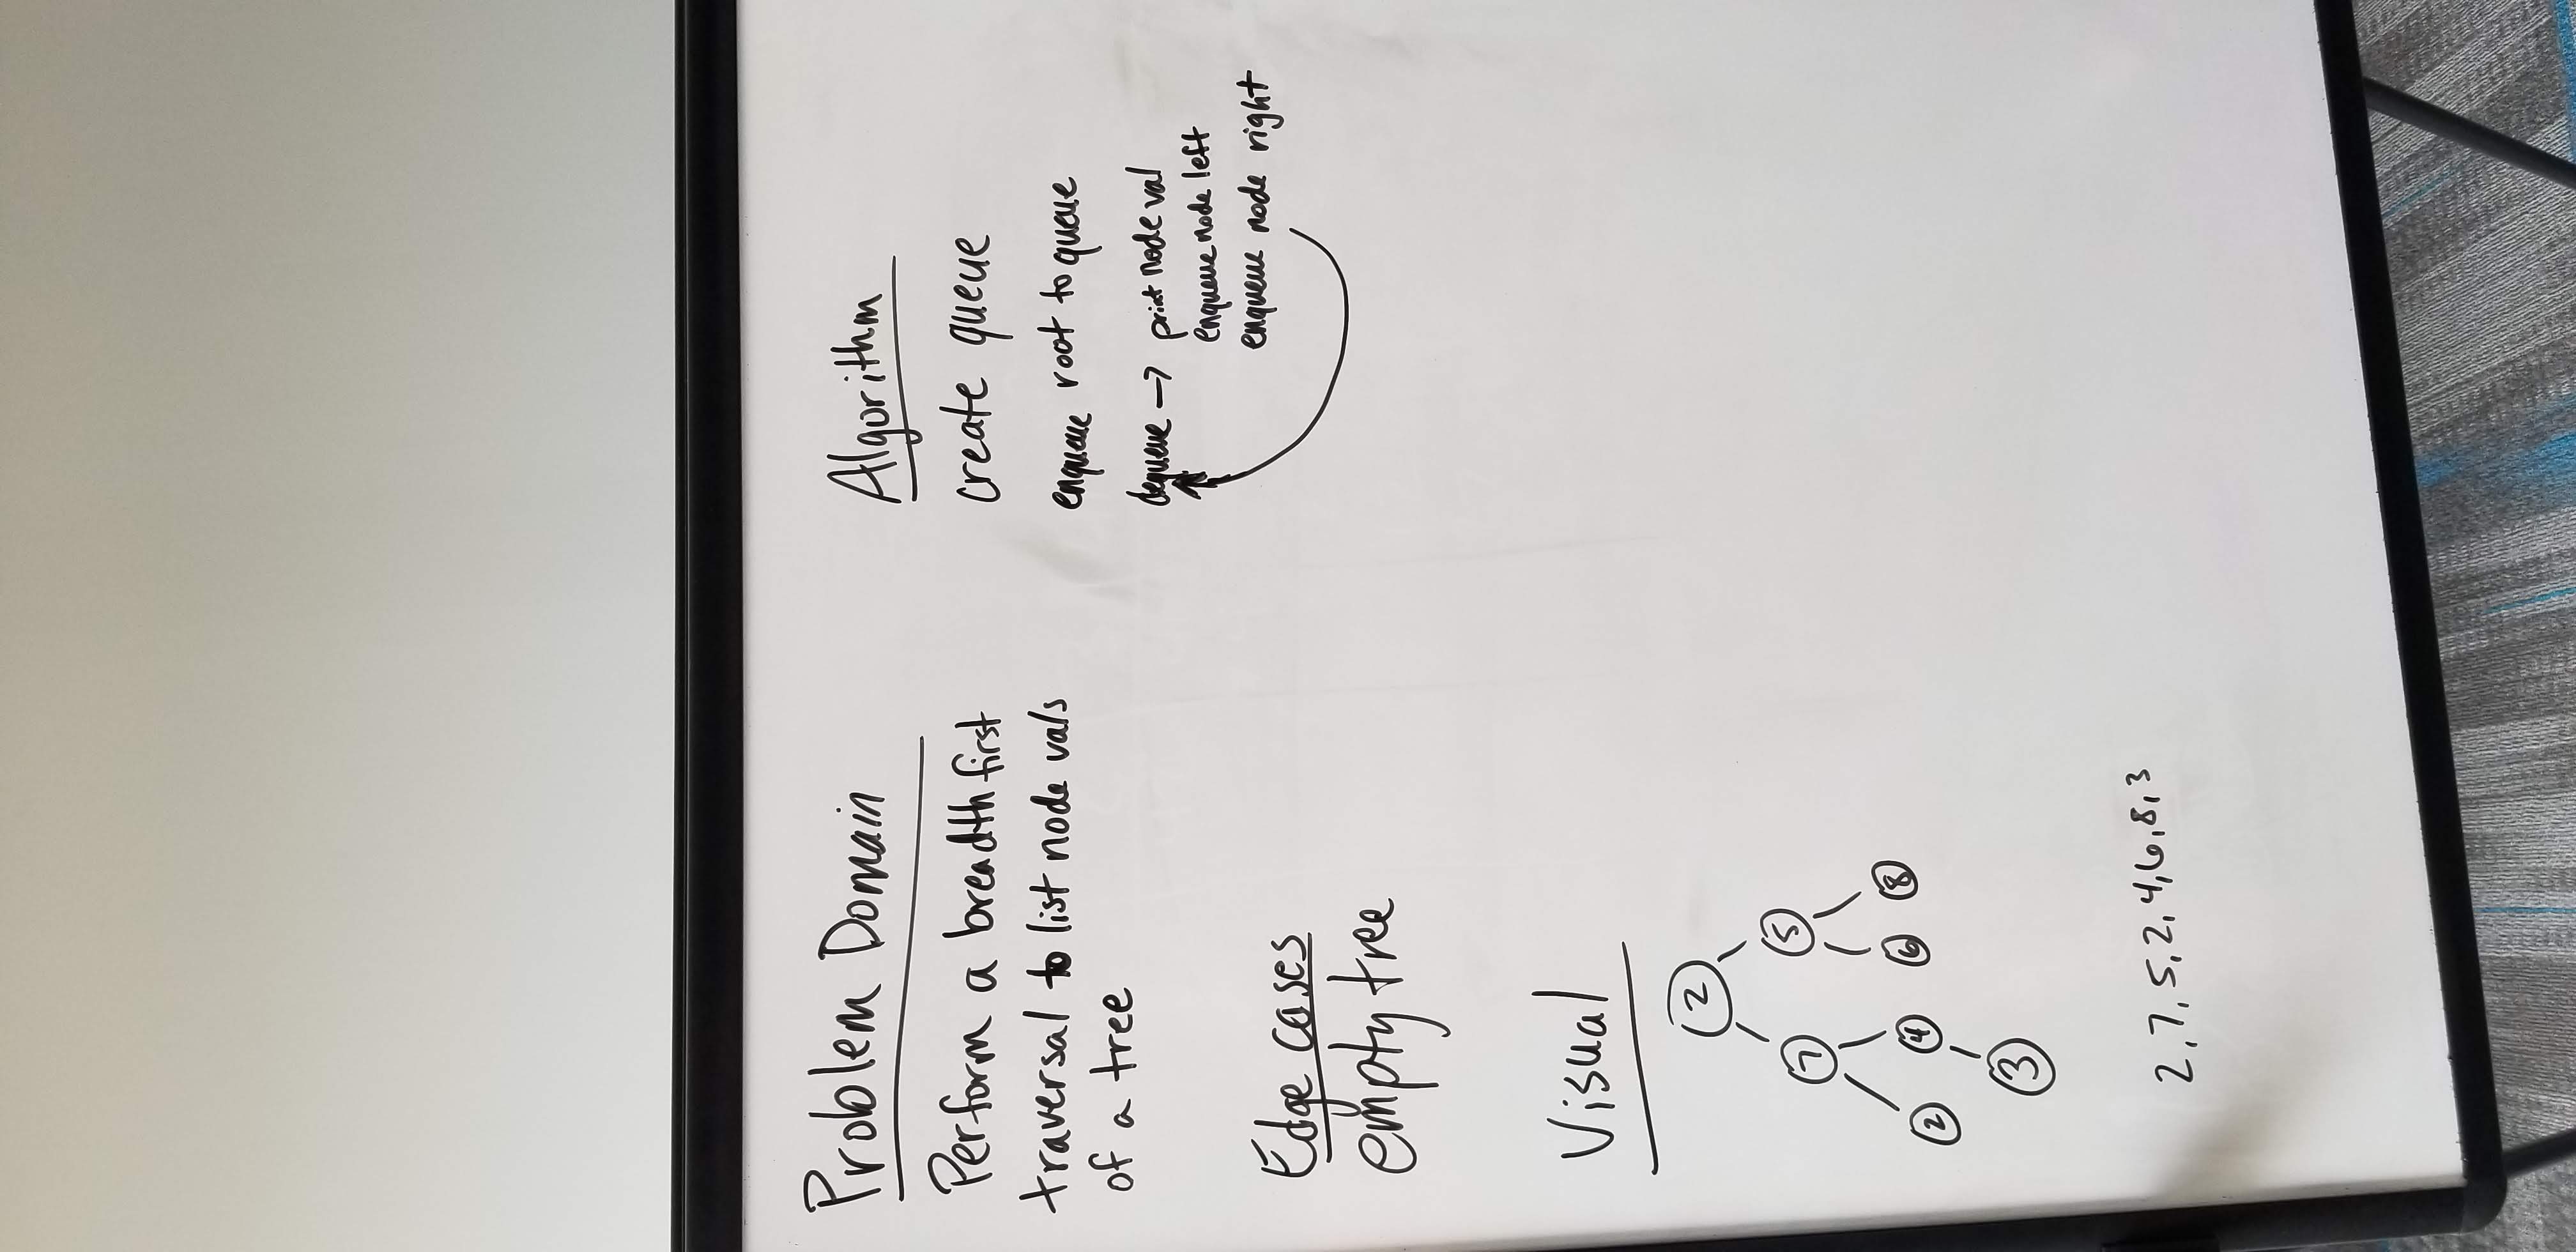 Problem Domain
Perform a breadth first
traversal to list node vals
of a tree
Edge cases
empty tree
Visual
2
7 5
2 4 6 8
3
2, 7, 5, 2, 4, 6, 8, 3
Algorithm
create queue
enqueue root to queue
dequeue → print node val
enqueue node left
enqueue node right